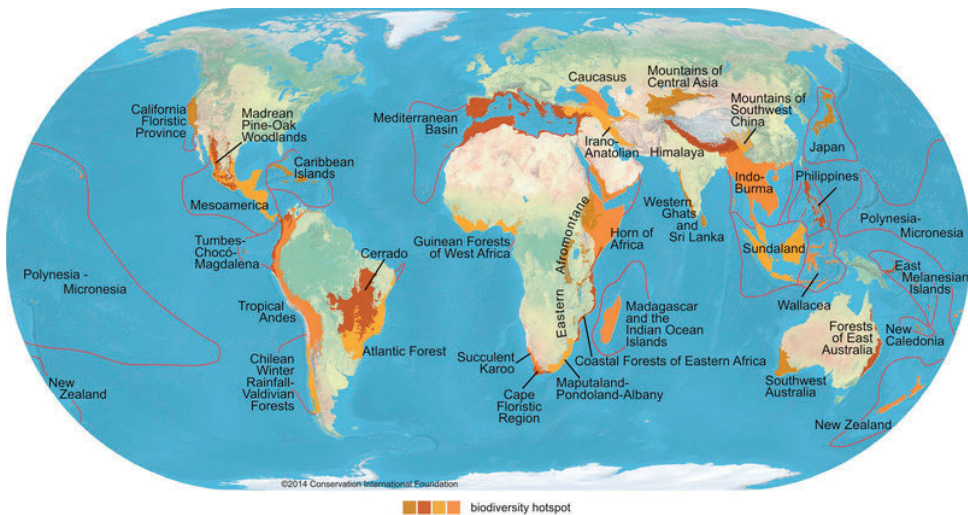 California
Floristic
Province
Madrean
Pine-Oak
Woodlands
Caribbean
Islands
Mesoamerica
Tumbes-
Chocó-
Magdalena
Polynesia -
Micronesia
Cerrado
Tropical
Andes
Atlantic Forest
Chilean
Winter
Rainfall-
Valdivian
Forests
New
Zealand
Mediterranean
Basin
Caucasus
Mountains of
Central Asia
Mountains of
Southwest
China
Irano-
Anatolian
Himalaya
Japan
Indo-
Burma
Philippines
Western
Ghats
and
Sri Lanka
Polynesia-
Micronesia
Guinean Forests
of West Africa
Eastern Afromontane
Horn of
Africa
Sundaland
Wallacea
East
Melanesian
Islands
Madagascar
and the
Indian Ocean
Islands
New
Caledonia
Forests
of East
Australia
Succulent
Karoo
Coastal Forests of Eastern Africa
Cape
Floristic
Region
Maputaland-
Pondoland-Albany
Southwest
Australia
New Zealand
©2014 Conservation International Foundation
biodiversity hotspot